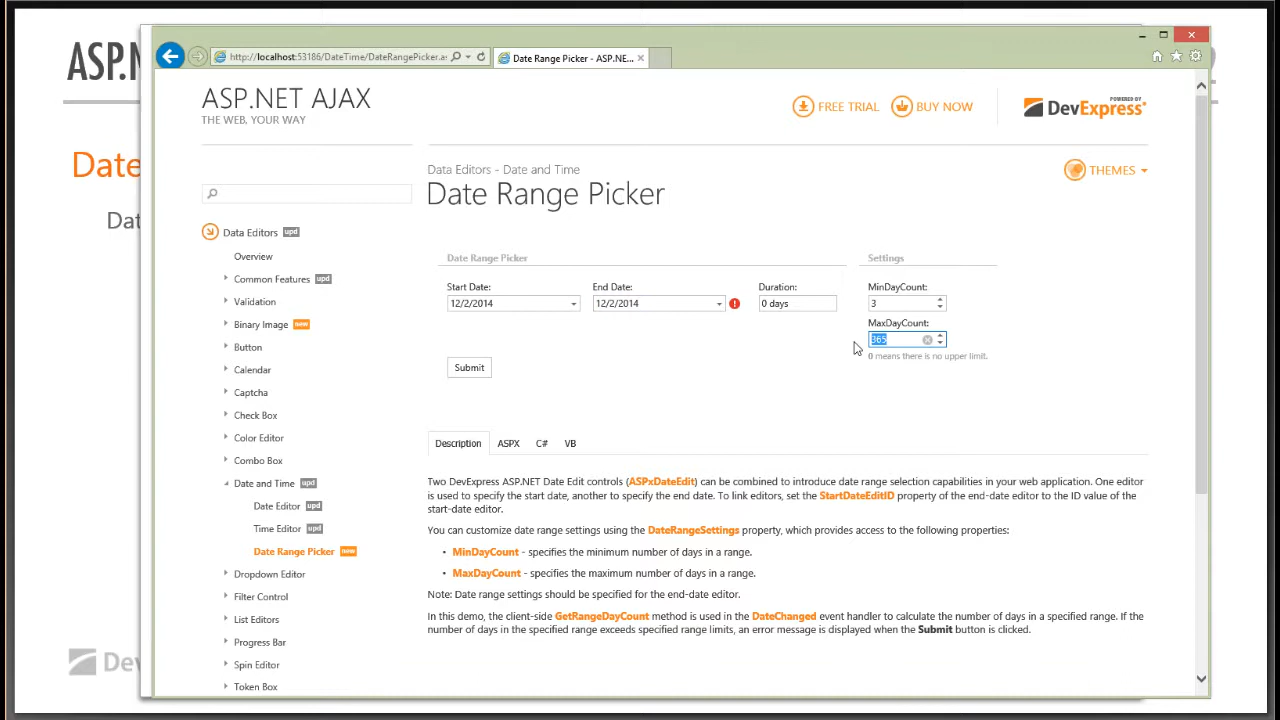 ASP.N
Date
Dat
Dev
http://localhost:53186/DateTime/DateRangePicker.as
Date Range Picker - ASP.NE...
ASP.NET AJAX
THE WEB, YOUR WAY
FREE TRIAL
BUY NOW
POWERED BY
DevExpress
Data Editors - Date and Time
Date Range Picker
THEMES
Data Editors upd
Overview
Common Features upd
Validation
Binary Image new
Button
Calendar
Captcha
Check Box
Color Editor
Combo Box
Date and Time upd
Date Editor upd
Time Editor upd
Date Range Picker new
Dropdown Editor
Filter Control
List Editors
Progress Bar
Spin Editor
Token Box
Date Range Picker
Start Date:
12/2/2014
End Date:
12/2/2014
Duration:
0 days
Submit
Settings
MinDayCount:
3
MaxDayCount:
365
0 means there is no upper limit.
Description ASPX C# VB
Two DevExpress ASP.NET Date Edit controls (ASPxDateEdit) can be combined to introduce date range selection capabilities in your web application. One editor
is used to specify the start date, another to specify the end date. To link editors, set the StartDateEditID property of the end-date editor to the ID value of the
start-date editor.
You can customize date range settings using the DateRangeSettings property, which provides access to the following properties:
• MinDayCount - specifies the minimum number of days in a range.
• MaxDayCount - specifies the maximum number of days in a range.
Note: Date range settings should be specified for the end-date editor.
In this demo, the client-side GetRangeDayCount method is used in the DateChanged event handler to calculate the number of days in a specified range. If the
number of days in the specified range exceeds specified range limits, an error message is displayed when the Submit button is clicked.